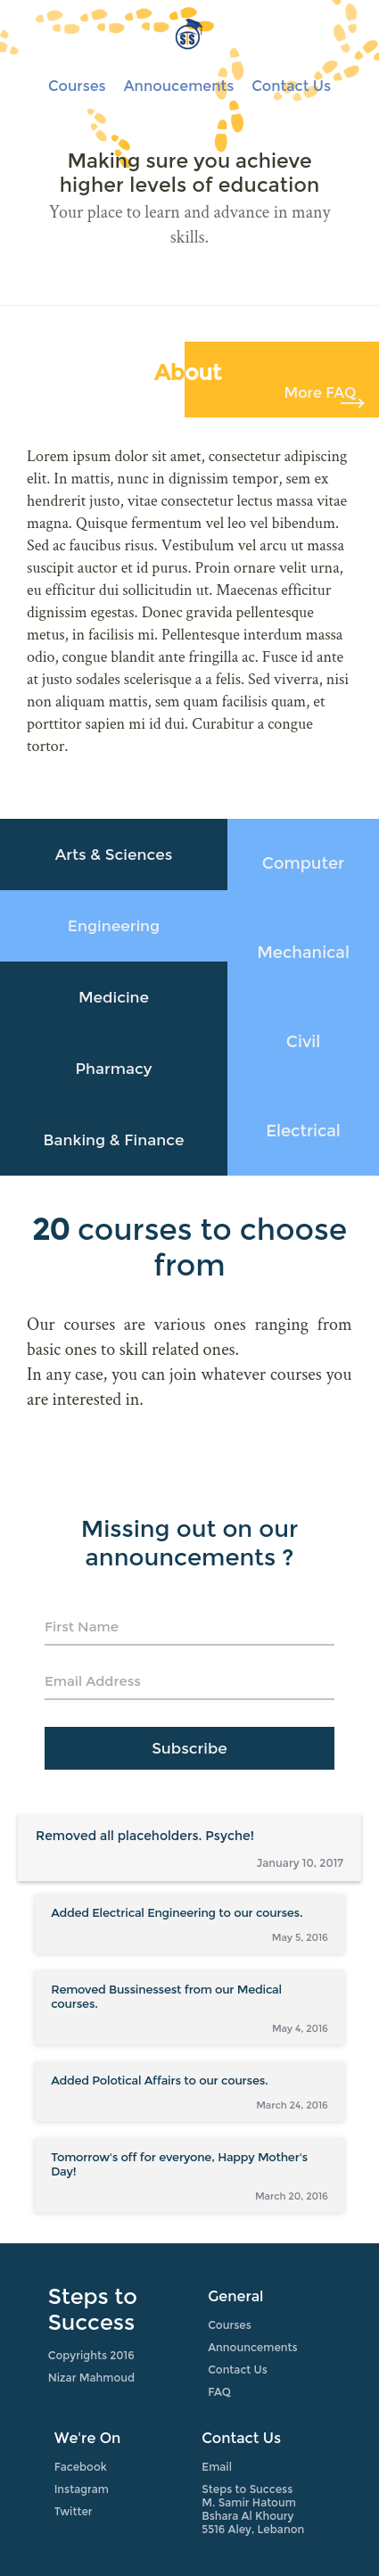 S S
Courses Annoucements Contact Us
Making sure you achieve
higher levels of education
Your place to learn and advance in many
skills.
About
More FAQ
Lorem ipsum dolor sit amet, consectetur adipiscing
elit. In mattis, nunc in dignissim tempor, sem ex
hendrerit justo, vitae consectetur lectus massa vitae
magna. Quisque fermentum vel leo vel bibendum.
Sed ac faucibus risus. Vestibulum vel arcu ut massa
suscipit auctor et id purus. Proin ornare velit urna,
eu efficitur dui sollicitudin ut. Maecenas efficitur
dignissim egestas. Donec gravida pellentesque
metus, in facilisis mi. Pellentesque interdum massa
odio, congue blandit ante fringilla ac. Fusce id ante
at justo sodales scelerisque a a felis. Sed viverra, nisi
non aliquam mattis, sem quam facilisis quam, et
porttitor sapien mi id dui. Curabitur a congue
tortor.
Arts & Sciences
Engineering
Medicine
Pharmacy
Banking & Finance
Computer
Mechanical
Civil
Electrical
20 courses to choose
from
Our courses are various ones ranging from
basic ones to skill related ones.
In any case, you can join whatever courses you
are interested in.
Missing out on our
announcements ?
First Name
Email Address
Subscribe
Removed all placeholders. Psyche!
January 10, 2017
Added Electrical Engineering to our courses.
May 5, 2016
Removed Bussinessest from our Medical
courses.
May 4, 2016
Added Polotical Affairs to our courses.
March 24, 2016
Tomorrow's off for everyone, Happy Mother's
Day!
March 20, 2016
Steps to
Success
Copyrights 2016
Nizar Mahmoud
General
Courses
Announcements
Contact Us
FAQ
We're On
Facebook
Instagram
Twitter
Contact Us
Email
Steps to Success
M. Samir Hatoum
Bshara Al Khoury
5516 Aley, Lebanon